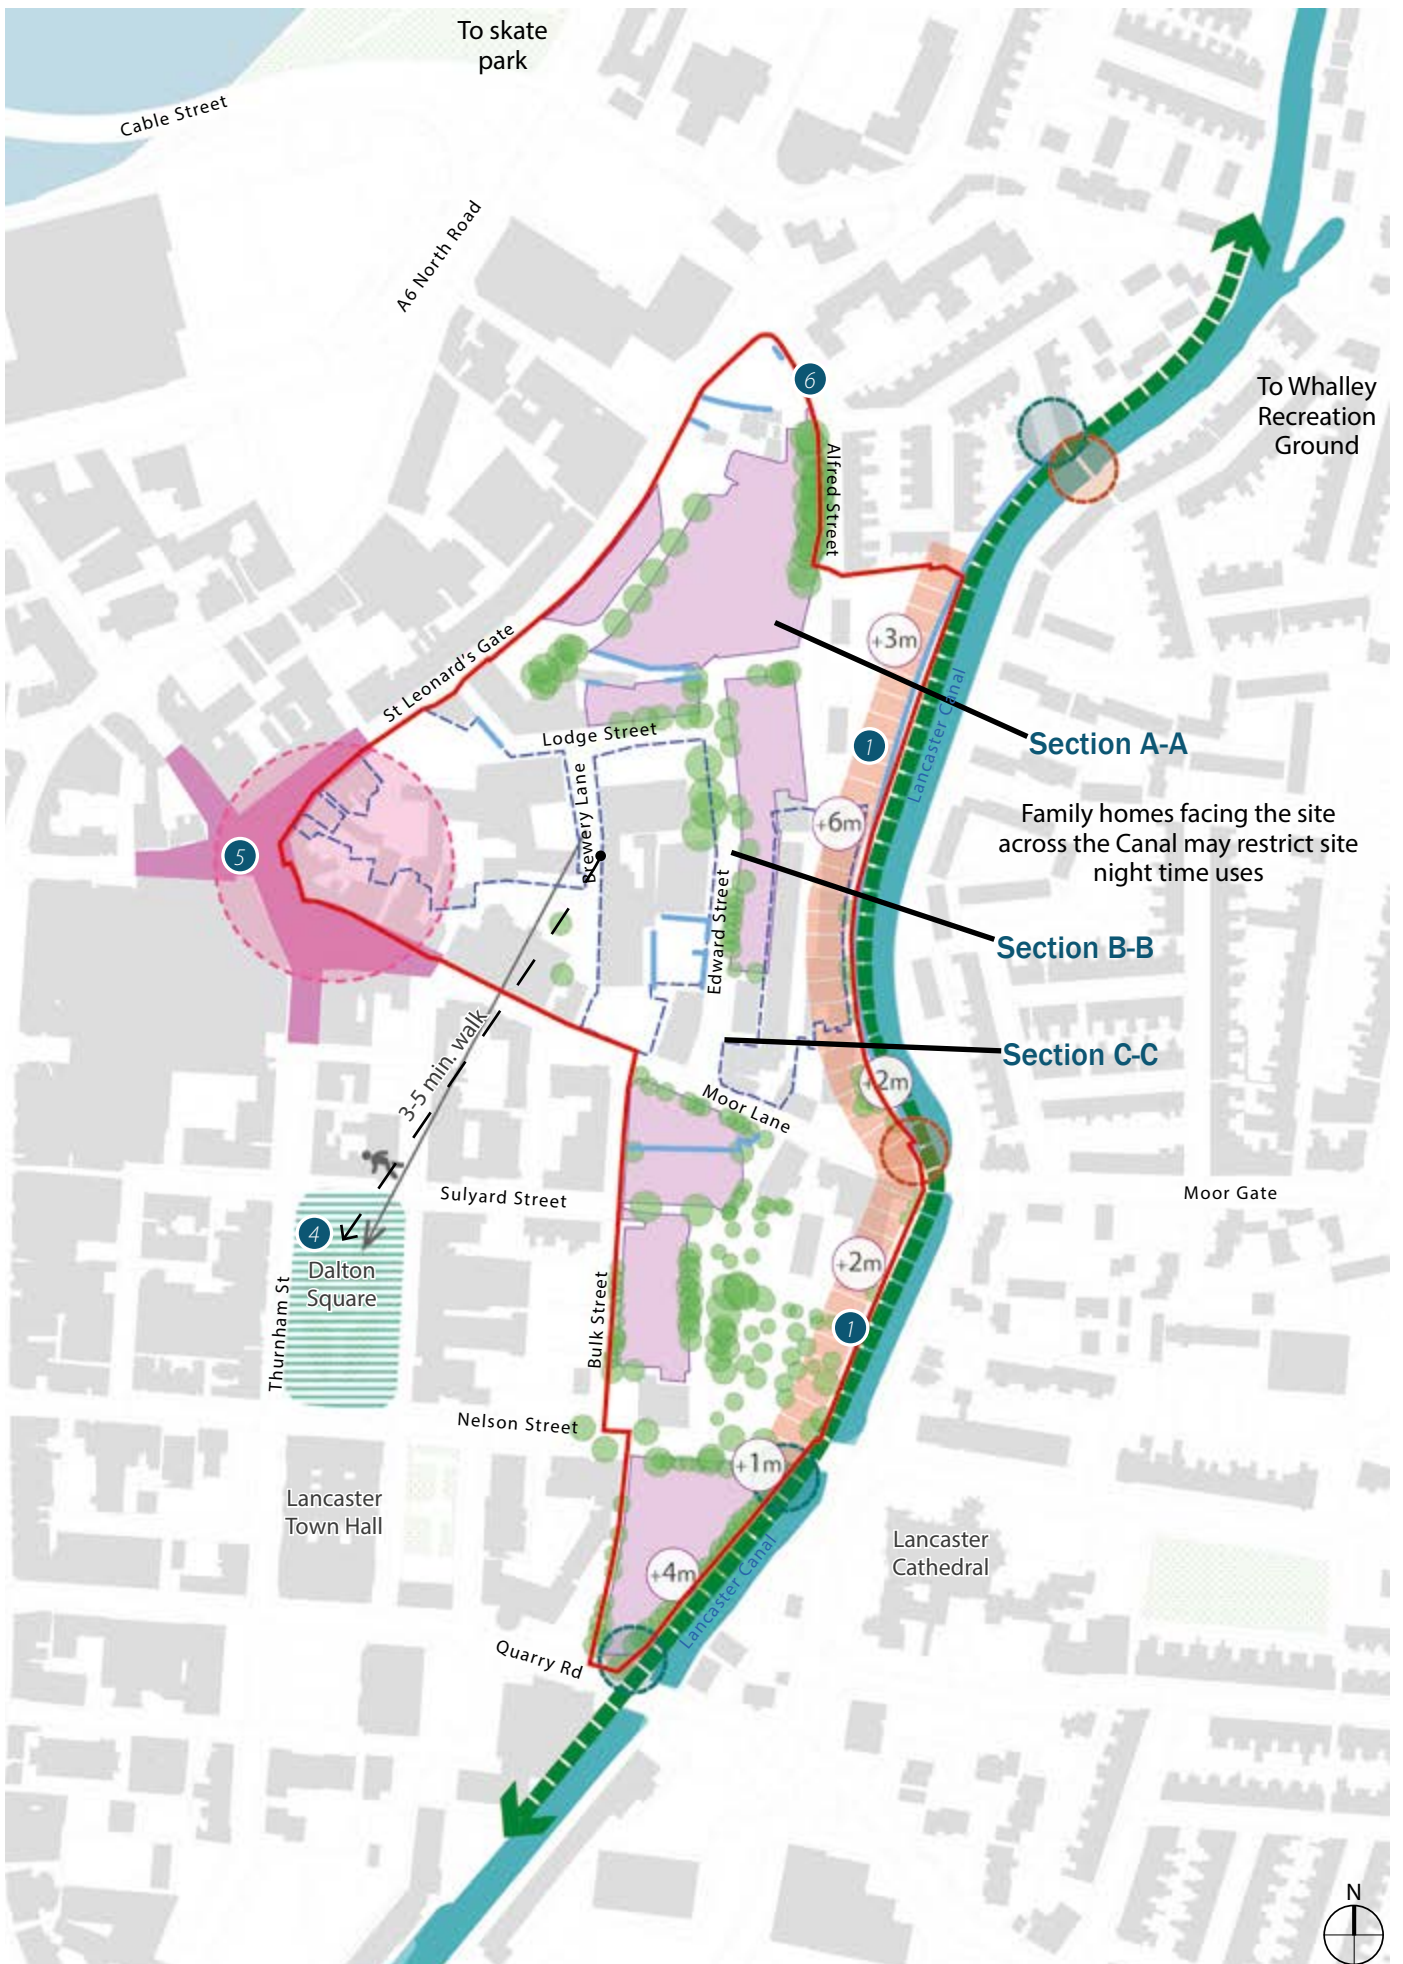 To skate
park
Cable Street
A6 North Road
6
To Whalley
Recreation
Ground
Alfred Street
+3m
St Leonard's Gate
Lancaster Canal
Lodge Street
1
Section A-A
Brewery Lane
+6m
Family homes facing the site
across the Canal may restrict site
night time uses
5
Edward Street
Section B-B
3-5 min. walk
Section C-C
+2m
Moor Lane
Sulyard Street
Moor Gate
4
Dalton
Square
+2m
Thurnham St
Bulk Street
1
Nelson Street
+1m
Lancaster
Town Hall
Lancaster
Cathedral
+4m
Lancaster Canal
Quarry Rd
N